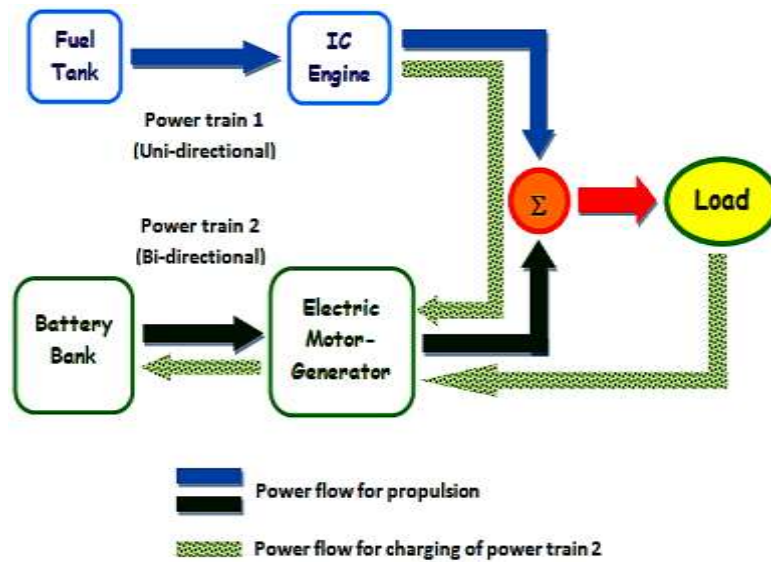 Fuel
Tank
IC
Engine
Power train 1
(Uni-directional)
Σ
Load
Power train 2
(Bi-directional)
Battery
Bank
Electric
Motor-
Generator
Power flow for propulsion
Power flow for charging of power train 2